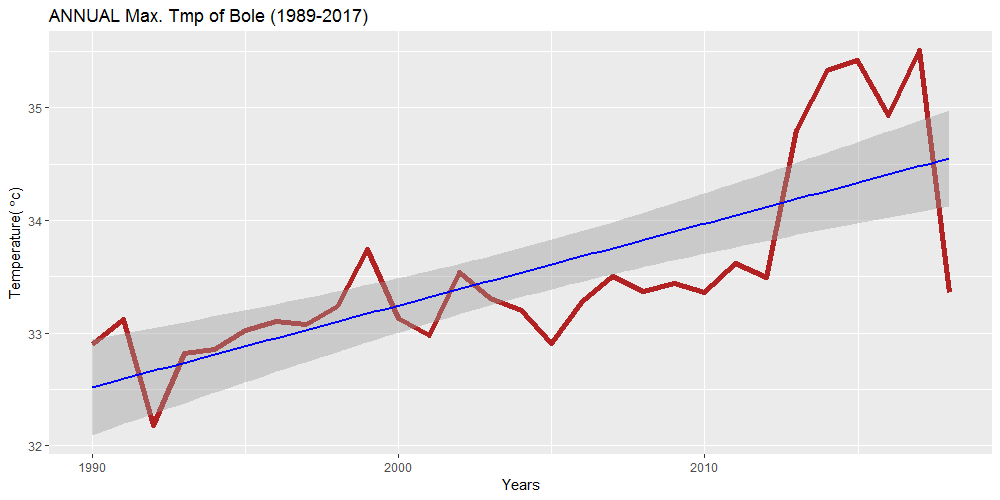 ANNUAL Max. Tmp of Bole (1989-2017)
35
34
33
32
Temperature( °c)
1990 2000 2010
Years